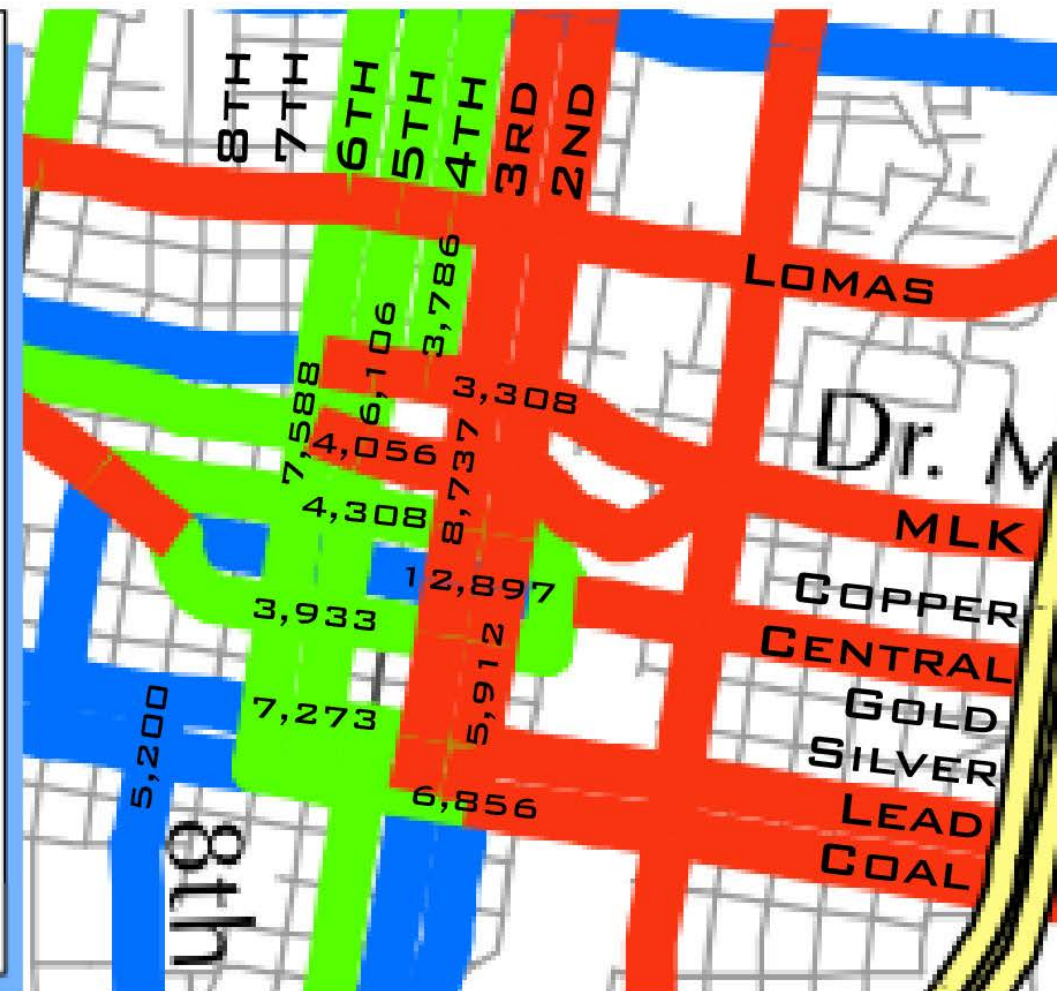 8TH
7TH
6TH
5TH
4TH
3RD
2ND
LOMAS
3,786
6,106
7,588
3,308
4,056
8,737
4,308
Dr. M
MLK
12,897
COPPER
3,933
CENTRAL
5,912
GOLD
7,273
SILVER
5,200
6,856
LEAD
COAL
8th